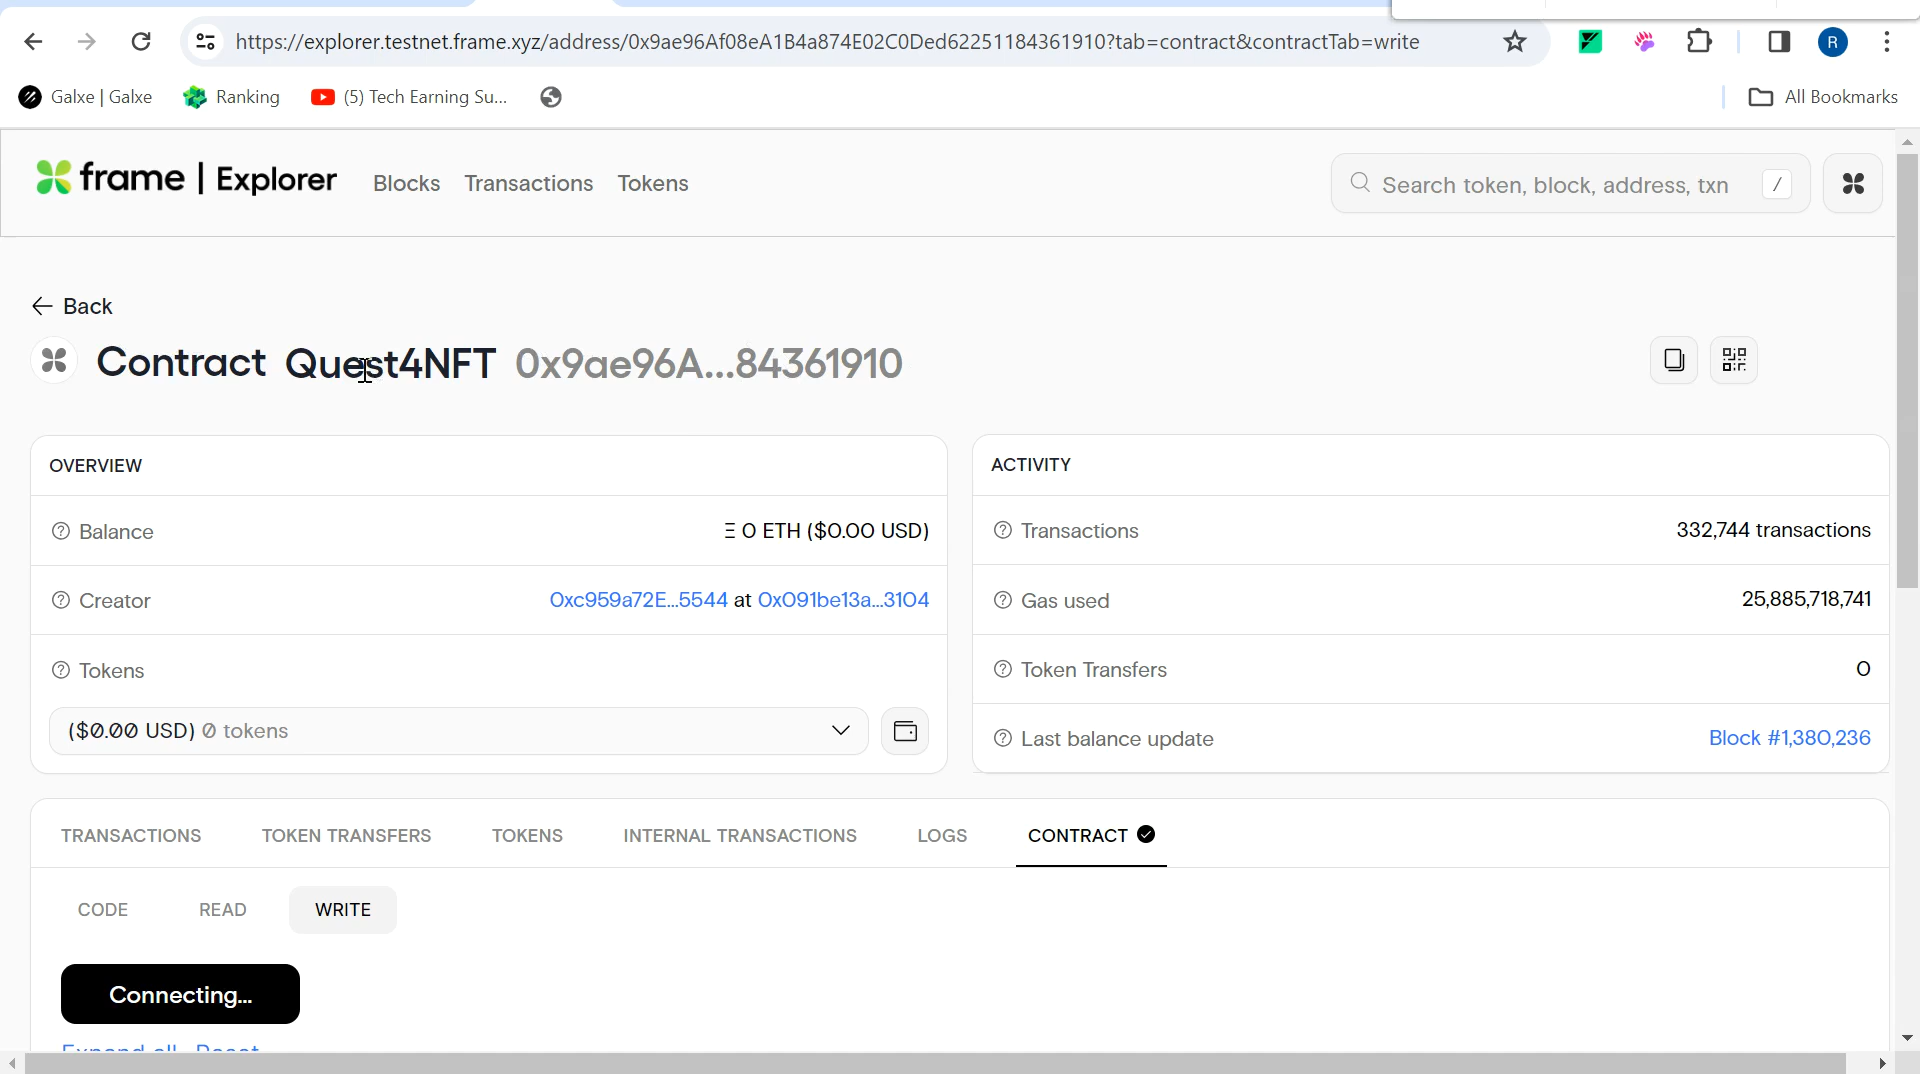 https://explorer.testnet.frame.xyz/address/0x9ae96Af08eA1B4a874E02C0Ded62251184361910?tab=contract&contractTab=write
R
Galxe | Galxe
Ranking
(5) Tech Earning Su...
All Bookmarks
frame | Explorer
Blocks
Transactions
Tokens
Search token, block, address, txn
/
Back
Contract Quest4NFT 0x9ae96A...84361910
OVERVIEW
Balance
Ξ 0 ETH ($0.00 USD)
Creator
0xc959a72E...5544 at 0x091be13a...3104
Tokens
($0.00 USD) 0 tokens
ACTIVITY
Transactions
332,744 transactions
Gas used
25,885,718,741
Token Transfers
0
Last balance update
Block #1,380,236
TRANSACTIONS
TOKEN TRANSFERS
TOKENS
INTERNAL TRANSACTIONS
LOGS
CONTRACT
CODE
READ
WRITE
Connecting...
Expand all
Reset